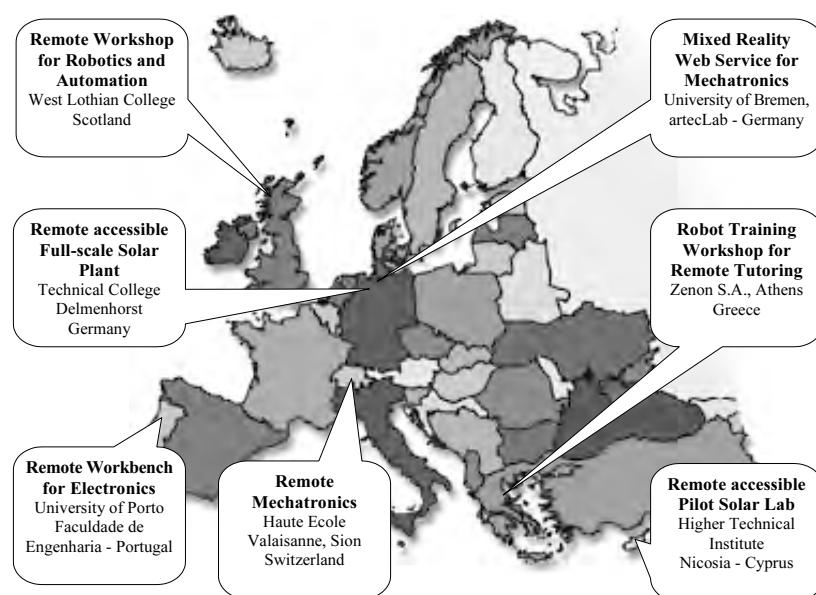 Remote Workshop
for Robotics and
Automation
West Lothian College
Scotland
Mixed Reality
Web Service for
Mechatronics
University of Bremen,
artecLab - Germany
Remote accessible
Full-scale Solar
Plant
Technical College
Delmenhorst
Germany
Robot Training
Workshop for
Remote Tutoring
Zenon S.A., Athens
Greece
Remote Workbench
for Electronics
University of Porto
Faculdade de
Engenharia - Portugal
Remote
Mechatronics
Haute Ecole
Valaisanne, Sion
Switzerland
Remote accessible
Pilot Solar Lab
Higher Technical
Institute
Nicosia - Cyprus